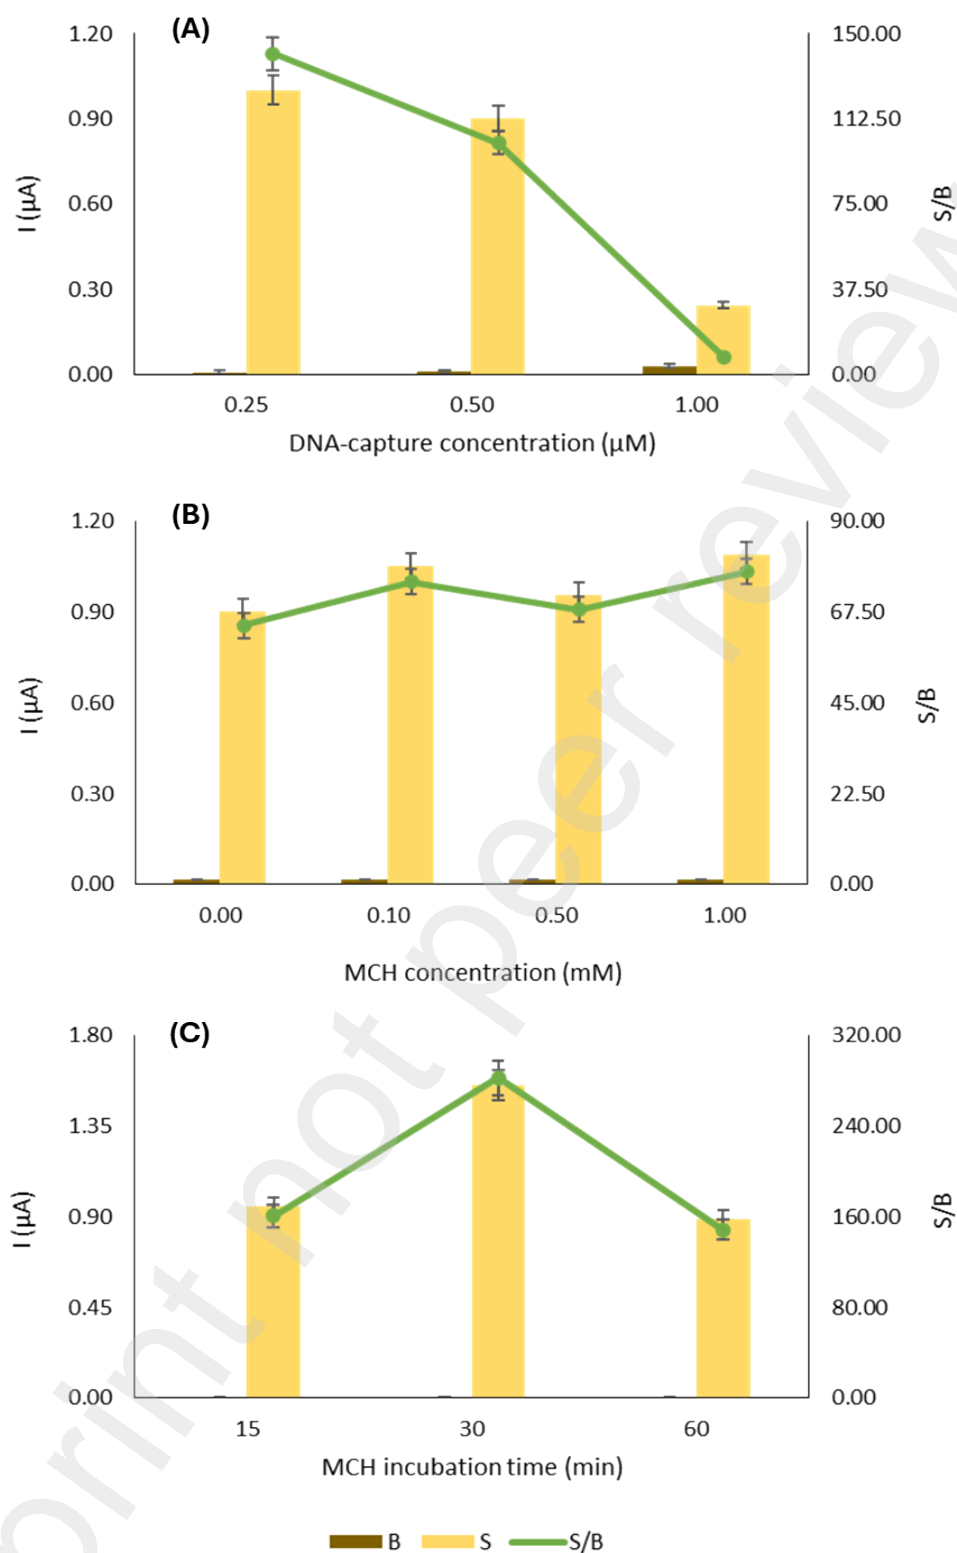 (A)
1.20
0.90
0.60
0.30
0.00
I (µA)
150.00
112.50
75.00
37.50
0.00
S/B
0.25 0.50 1.00
DNA-capture concentration (µM)
(B)
1.20
0.90
0.60
0.30
0.00
I (µA)
90.00
67.50
45.00
22.50
0.00
S/B
0.00 0.10 0.50 1.00
MCH concentration (mM)
(C)
1.80
1.35
0.90
0.45
0.00
I (µA)
320.00
240.00
160.00
80.00
0.00
S/B
15 30 60
MCH incubation time (min)
B S S/B
print not peer review